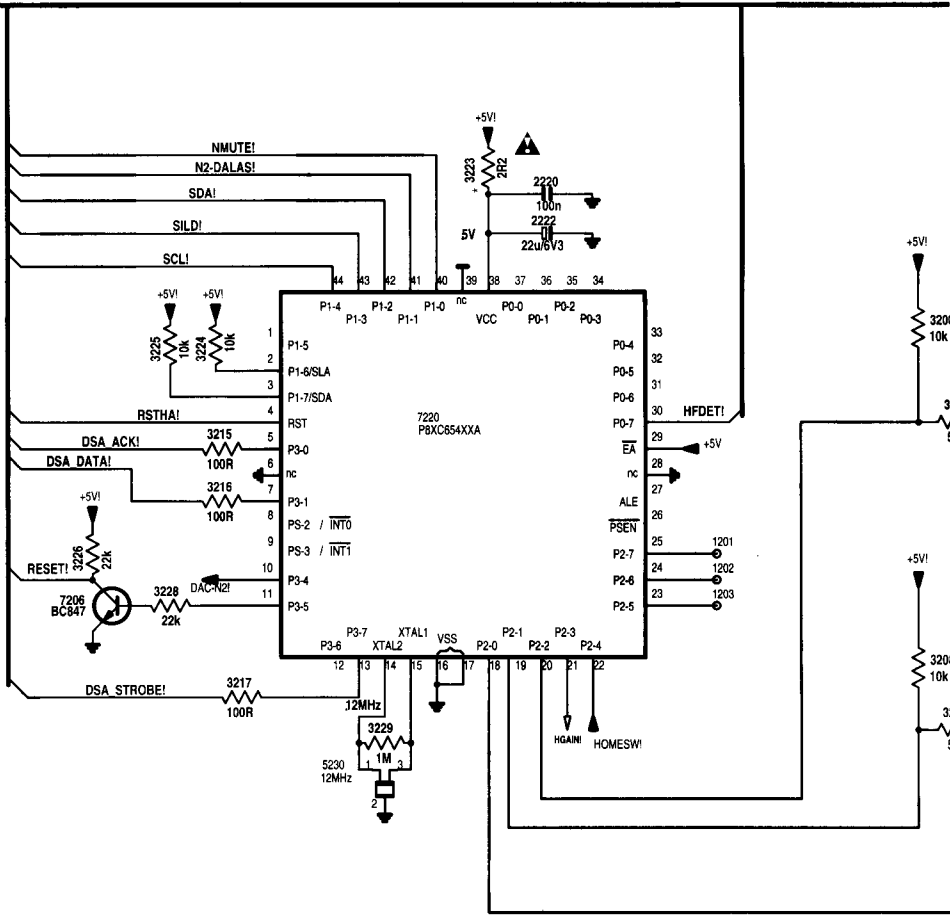 +5V!
NMUTE!
3223
2R2
N2-DALAS!
2220
SDA!
*
100n
SILD!
.5V
2222
22u/6V3
+5V!
SCL!
44 43 42 41 40 39 38 37 36 35 34
nc
+5V! +5V!
P1-4 P1-2 P1-0 P0-0 P0-2
P1-3 P1-1 VCC P0-1 P0-3
3225
10k
3224
10k
1
P1-5
2
P1-6/SLA
3
P1-7/SDA
33
P0-4
32
P0-5
31
P0-6
320
10k
RSTHA!
4
RST
7220
P8XC654XXA
30
P0-7
HFDET!
3
5
DSA_ACK!
3215
100R
5
P3-0
29
EA
+5V
DSA_DATA!
6
nc
28
nc
+5V!
3216
100R
7
P3-1
27
ALE
8
PS-2 / INT0
26
PSEN
3226
22k
9
PS-3 / INT1
25
P2-7
1201
RESET!
DAC-N2!
10
P3-4
24
P2-6
1202
+5V!
7206
BC847
3228
22k
11
P3-5
23
P2-5
1203
P3-7 XTAL1 VSS P2-1 P2-3
P3-6 XTAL2 P2-0 P2-2 P2-4
12 13 14 15 16 17 18 19 20 21 22
3208
10k
DSA_STROBE!
3217
100R
12MHz
3229
1M
HGAIN!
HOMESW!
32
5
5230
12MHz
1 3
2